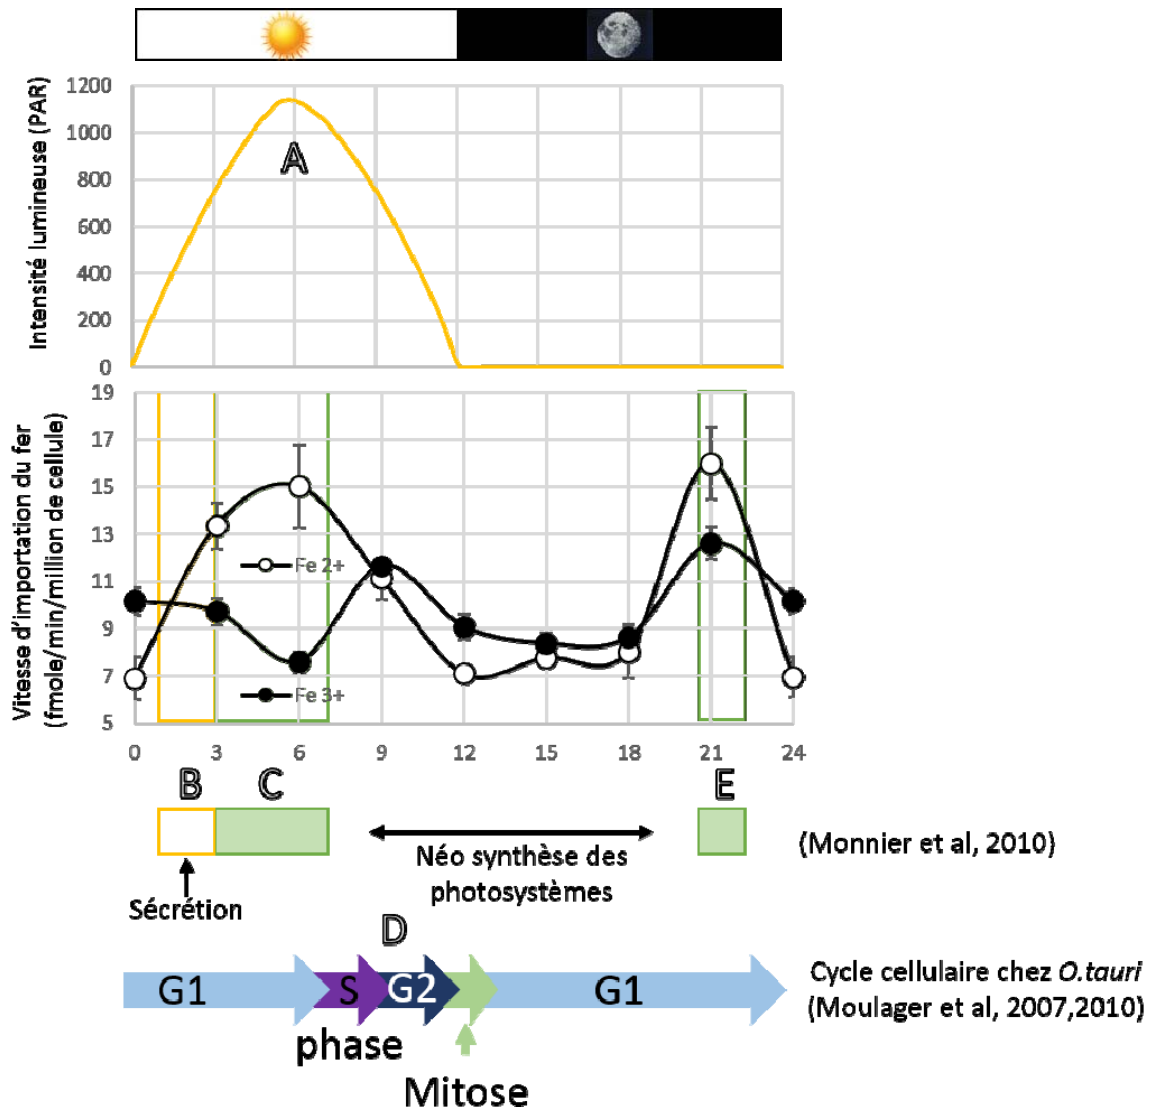 Intensité lumineuse (PAR)
1200
1000
800
600
400
200
0
A
Vitesse d'importation du fer
(fmole/min/million de cellule)
19
17
15
13
11
9
7
5
Fe 2+
Fe 3+
0 3 6 9 12 15 18 21 24
B C E
Néo synthèse des
photosystèmes
(Monnier et al, 2010)
Sécrétion
D
G1 S G2 G1
phase
Mitose
Cycle cellulaire chez O.tauri
(Moulager et al, 2007,2010)